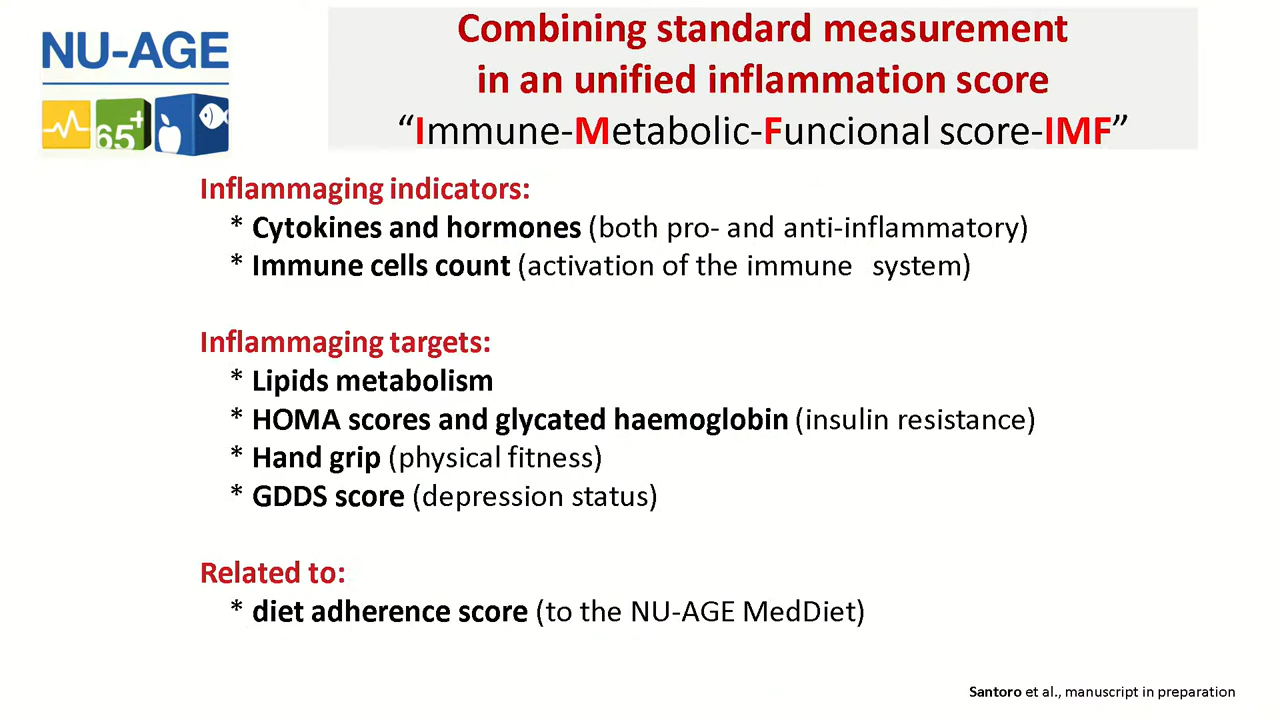 NU-AGE
65+
Combining standard measurement
in an unified inflammation score
“Immune-Metabolic-Funcional score-IMF”
Inflammaging indicators:
* Cytokines and hormones (both pro- and anti-inflammatory)
* Immune cells count (activation of the immune system)
Inflammaging targets:
* Lipids metabolism
* HOMA scores and glycated haemoglobin (insulin resistance)
* Hand grip (physical fitness)
* GDDS score (depression status)
Related to:
* diet adherence score (to the NU-AGE MedDiet)
Santoro et al., manuscript in preparation